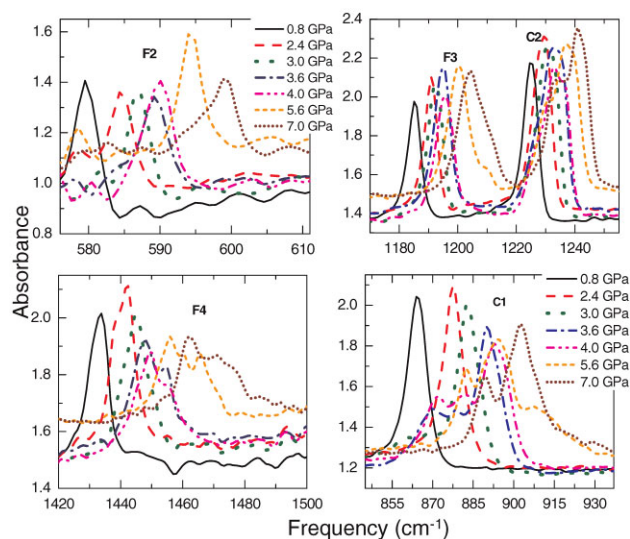 Absorbance
1.6
1.4
1.2
1.0
0.8
580 590 600 610
F2
0.8 GPa
2.4 GPa
3.0 GPa
3.6 GPa
4.0 GPa
5.6 GPa
7.0 GPa
2.4
2.2
2.0
1.8
1.6
1.4
1180 1200 1220 1240
F3
C2
2.0
1.8
1.6
1.4
1420 1440 1460 1480 1500
F4
2.0
1.8
1.6
1.4
1.2
855 870 885 900 915 930
C1
0.8 GPa
2.4 GPa
3.0 GPa
3.6 GPa
4.0 GPa
5.6 GPa
7.0 GPa
Frequency (cm⁻¹)